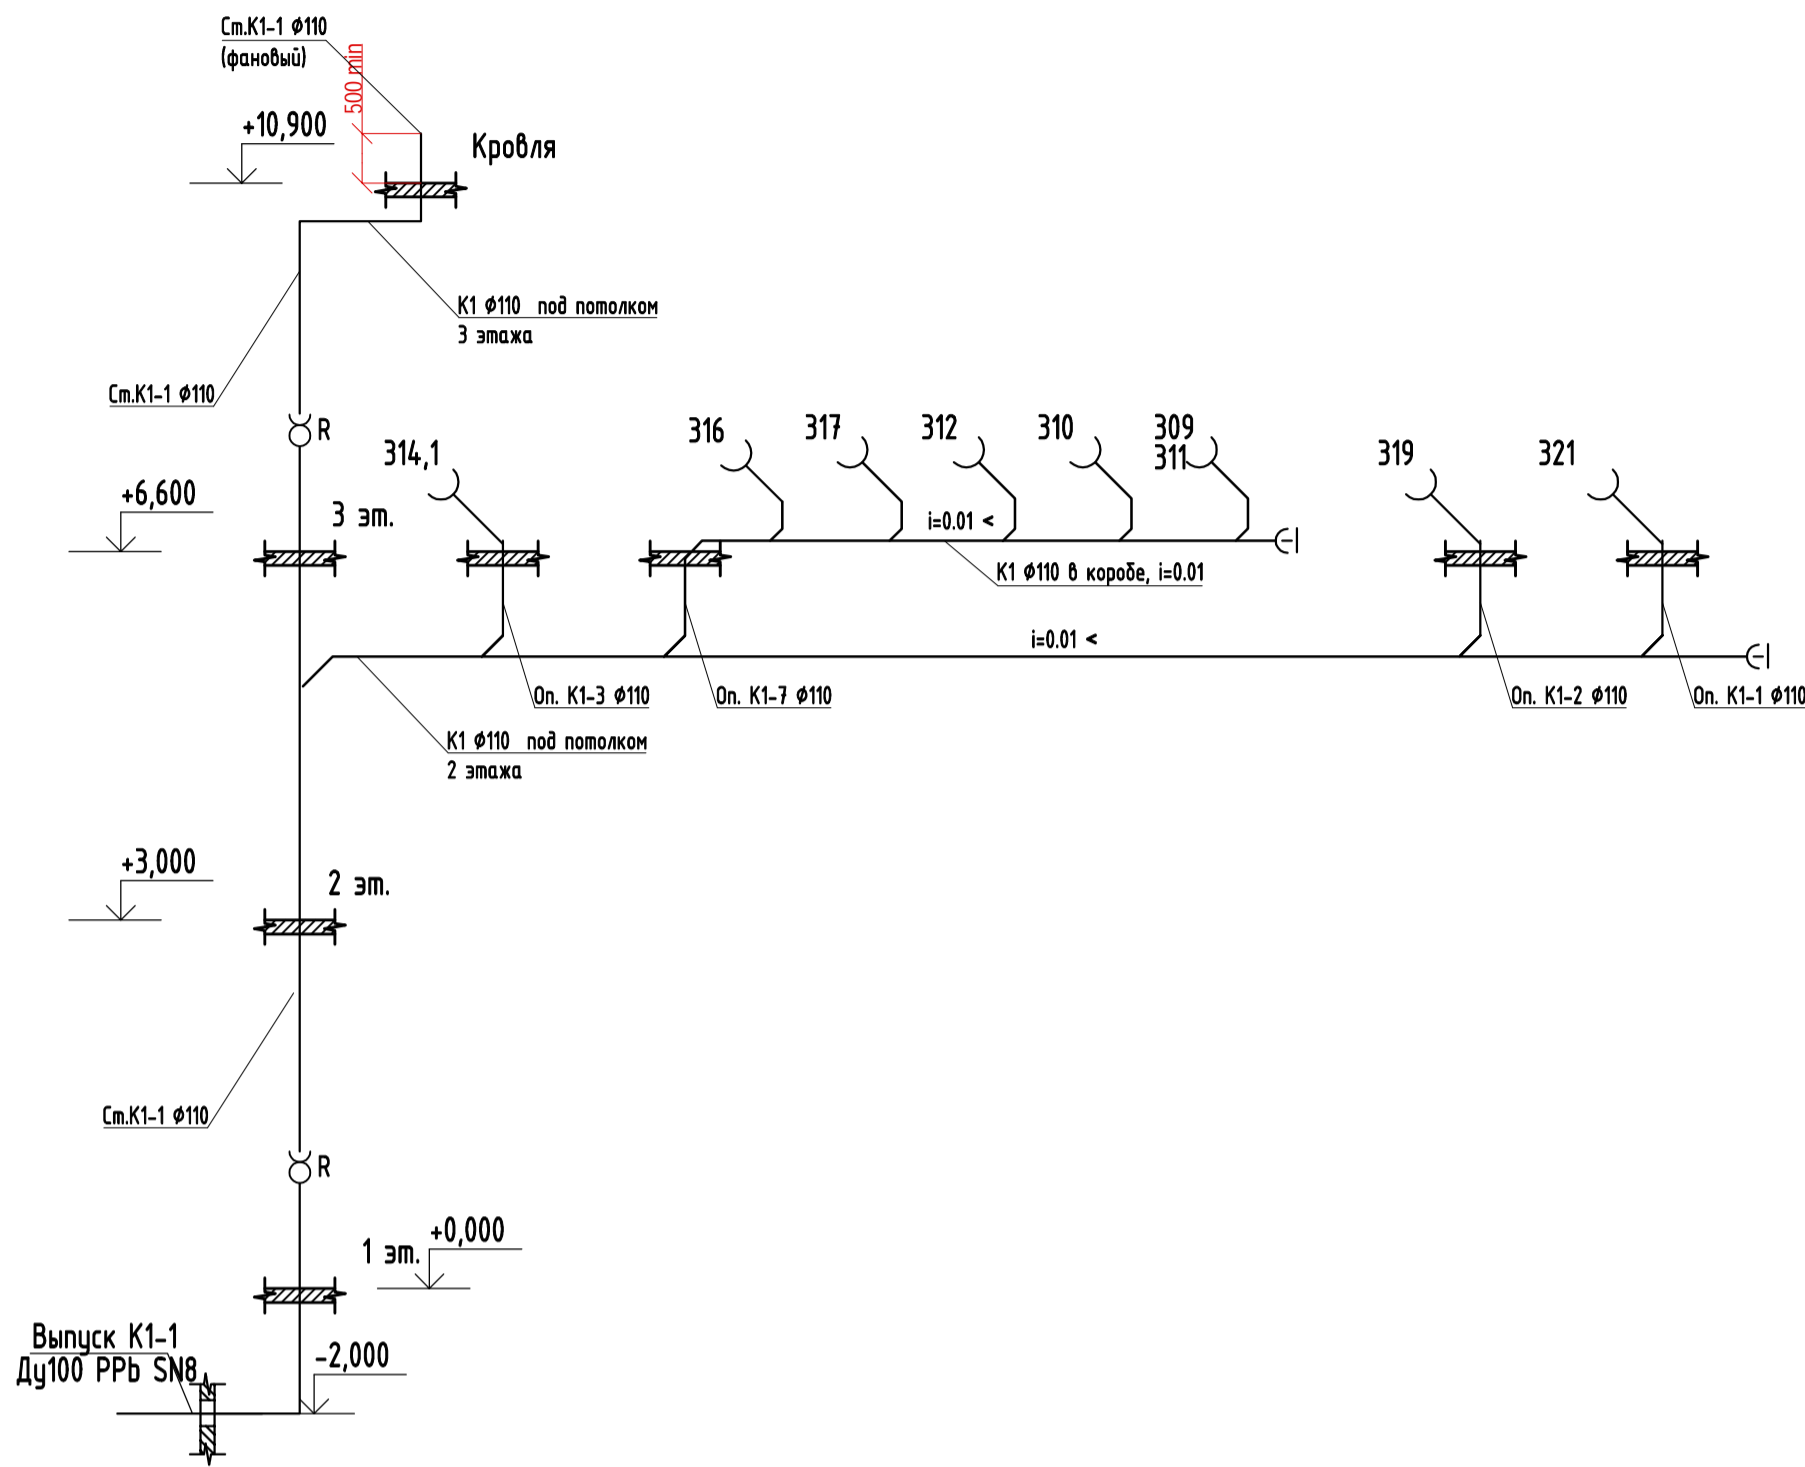 Ст.К1-1 Ф110
(фановый)
500 min
+10,900
Кровля
К1 Ф110 под потолком
3 этажа
Ст.К1-1 Ф110
R
314,1
316
317
312
310
309
311
319
321
+6,600
3 эт.
i=0.01 <
К1 Ф110 в коробе, i=0.01
i=0.01 <
Оп. К1-3 Ф110
Оп. К1-7 Ф110
Оп. К1-2 Ф110
Оп. К1-1 Ф110
К1 Ф110 под потолком
2 этажа
+3,000
2 эт.
Ст.К1-1 Ф110
R
1 эт.
+0,000
Выпуск К1-1
Ду100 PPb SN8
-2,000